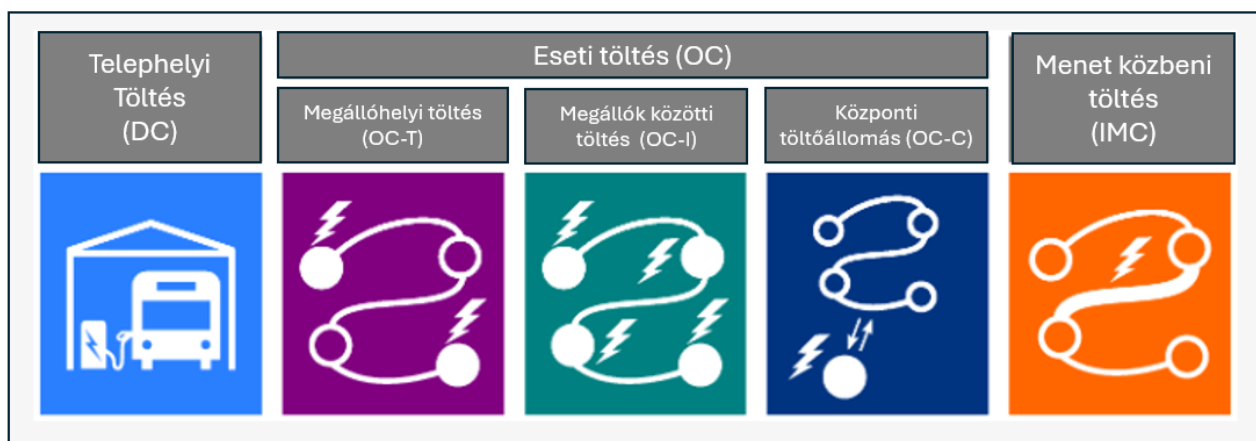 Telephelyi
Töltés
(DC)
Eseti töltés (OC)
Megállóhelyi töltés
(OC-T)
Megállók közötti
töltés (OC-I)
Központi
töltőállomás (OC-C)
Menet közbeni
töltés
(IMC)